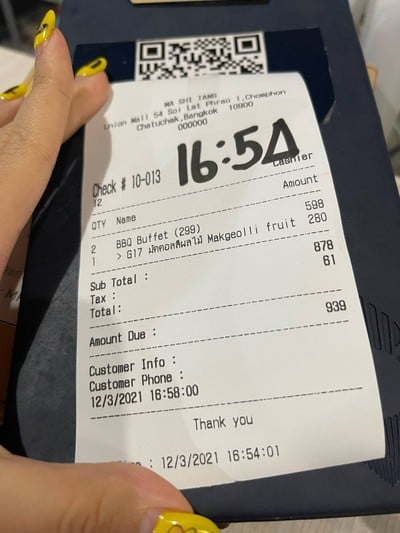 MA SHI TANG
Union Mall 54 Soi Lat Phrao 1,Chomphon
Chatuchak,Bangkok 10900
000000
16:54
Cashier
Check # 10-013
12
QTY Name Amount
2 BBQ Buffet (299) 598
1 > G17 มัคคอลลีผลไม้ Makgeolli fruit 280
Sub Total : 878
Tax : 61
Total:
939
Amount Due :
Customer Info :
Customer Phone :
12/3/2021 16:58:00
Thank you
: 12/3/2021 16:54:01